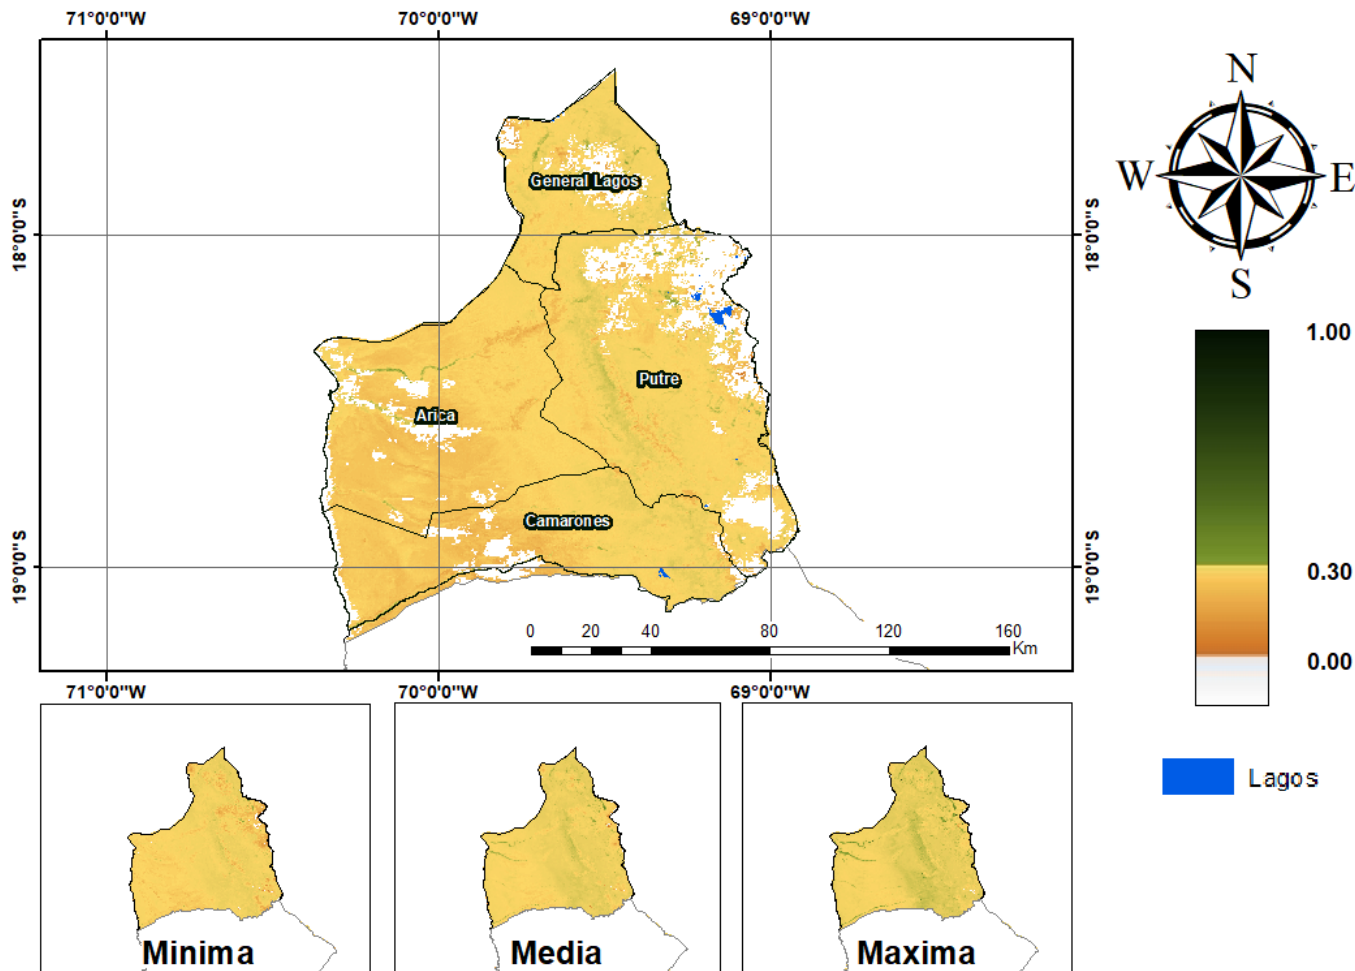 71°0'0"W 70°0'0"W 69°0'0"W
N
W E
S
18°0'0"S 18°0'0"S
General Lagos
Putre
Arica
Camarones
19°0'0"S 19°0'0"S
0 20 40 80 120 160
Km
71°0'0"W 70°0'0"W 69°0'0"W
1.00
0.30
0.00
Lagos
Minima Media Maxima